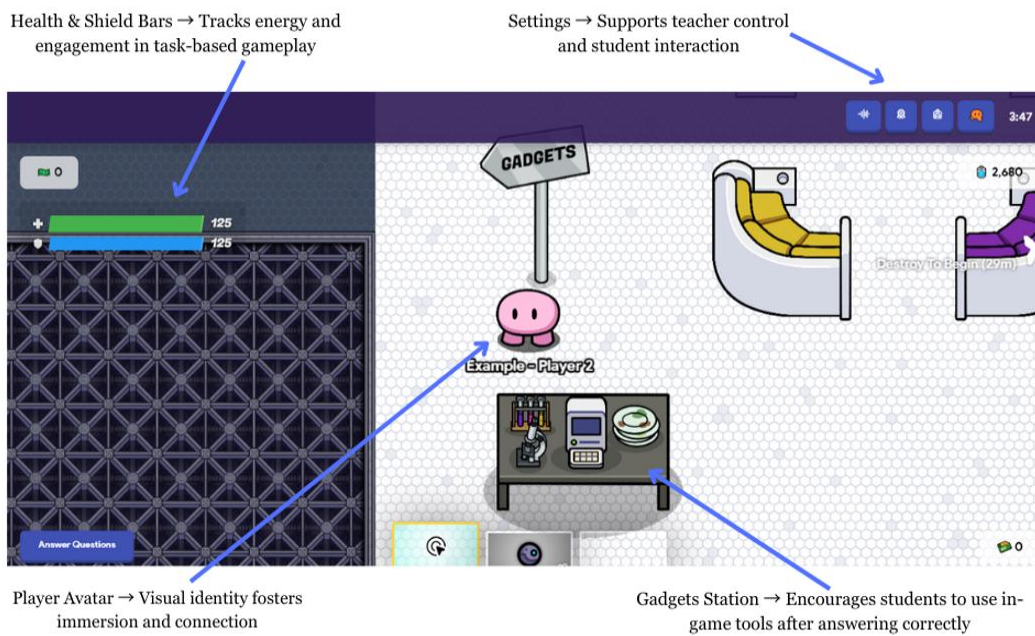 Health & Shield Bars → Tracks energy and
engagement in task-based gameplay
Settings → Supports teacher control
and student interaction
3:47
0
GADGETS
2,680
125
125
Destroy To Begin (29m)
Example - Player 2
Answer Questions
0
Player Avatar → Visual identity fosters
immersion and connection
Gadgets Station → Encourages students to use in-
game tools after answering correctly